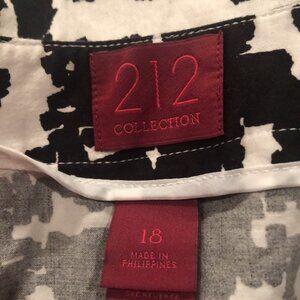 212
COLLECTION
18
MADE IN
PHILIPPINES